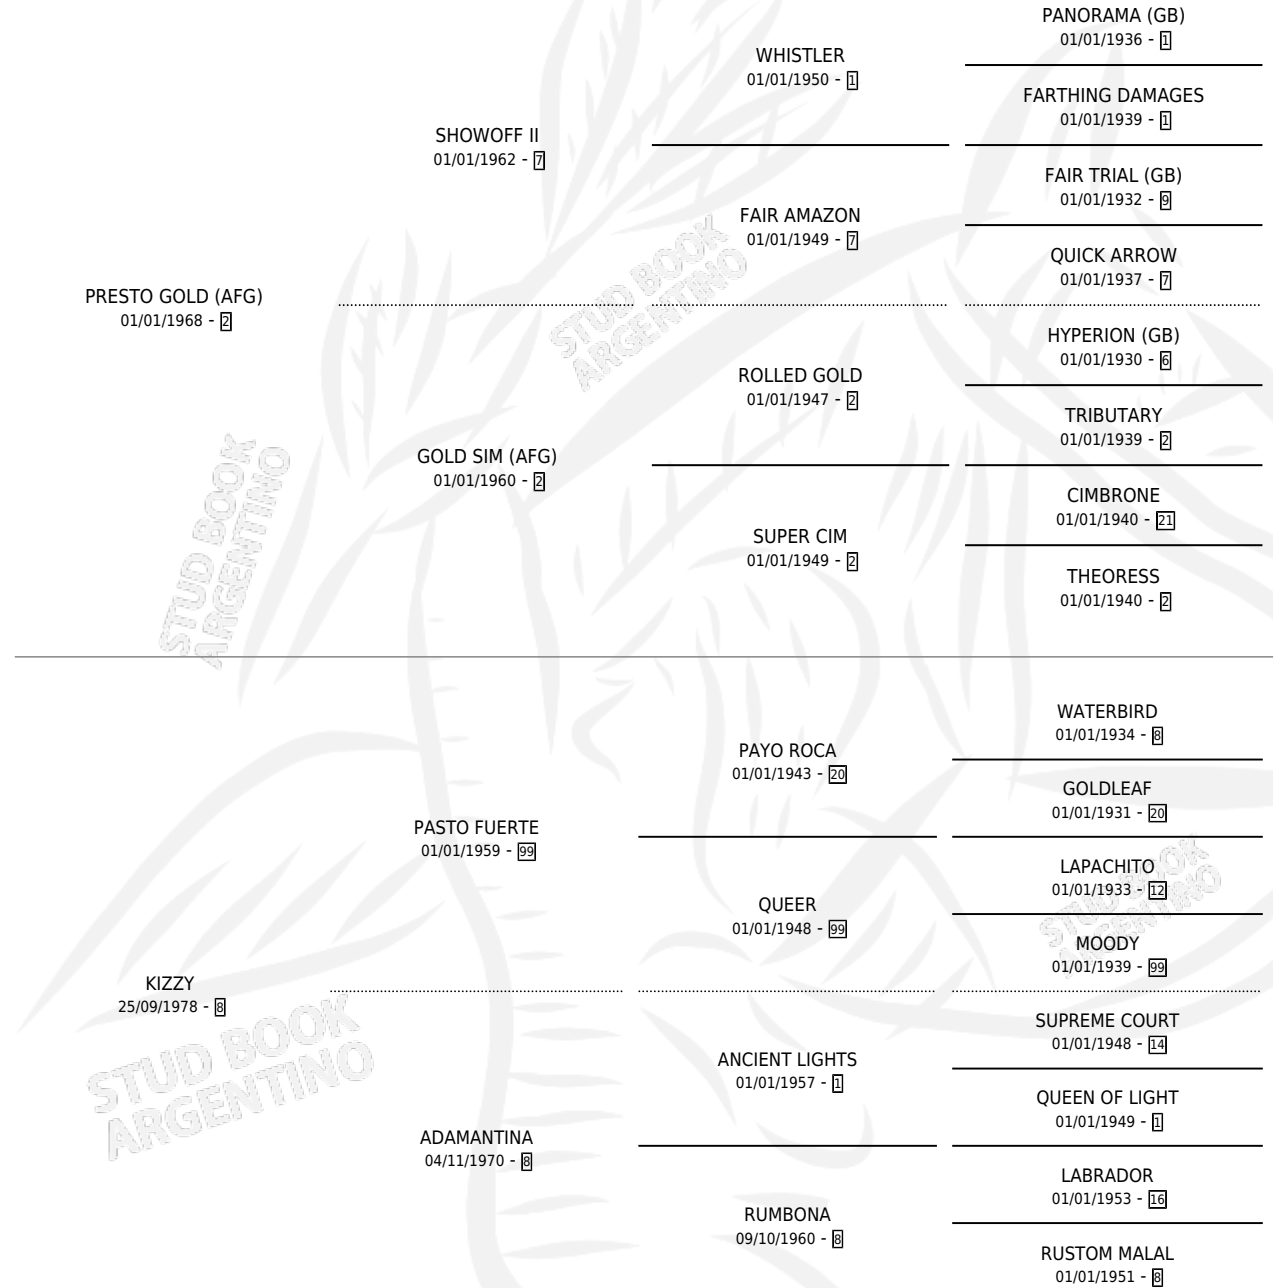 PANORAMA (GB)
01/01/1936 - 1
WHISTLER
01/01/1950 - 1
FARTHING DAMAGES
01/01/1939 - 1
SHOWOFF II
01/01/1962 - 7
FAIR TRIAL (GB)
01/01/1932 - 9
FAIR AMAZON
01/01/1949 - 7
QUICK ARROW
01/01/1937 - 7
PRESTO GOLD (AFG)
01/01/1968 - 2
HYPERION (GB)
01/01/1930 - 6
ROLLED GOLD
01/01/1947 - 2
TRIBUTARY
01/01/1939 - 2
GOLD SIM (AFG)
01/01/1960 - 2
CIMBRONE
01/01/1940 - 21
SUPER CIM
01/01/1949 - 2
THEORESS
01/01/1940 - 2
WATERBIRD
01/01/1934 - 8
PAYO ROCA
01/01/1943 - 20
GOLDLEAF
01/01/1931 - 20
PASTO FUERTE
01/01/1959 - 99
LAPACHITO
01/01/1933 - 12
QUEER
01/01/1948 - 99
MOODY
01/01/1939 - 99
KIZZY
25/09/1978 - 8
SUPREME COURT
01/01/1948 - 14
ANCIENT LIGHTS
01/01/1957 - 1
QUEEN OF LIGHT
01/01/1949 - 1
ADAMANTINA
04/11/1970 - 8
LABRADOR
01/01/1953 - 16
RUMBONA
09/10/1960 - 8
RUSTOM MALAL
01/01/1951 - 8
STUD BOOK
ARGENTINO
STUD BOOK
ARGENTINO
STUD BOOK
ARGENTINO
STUD BOOK
ARGENTINO